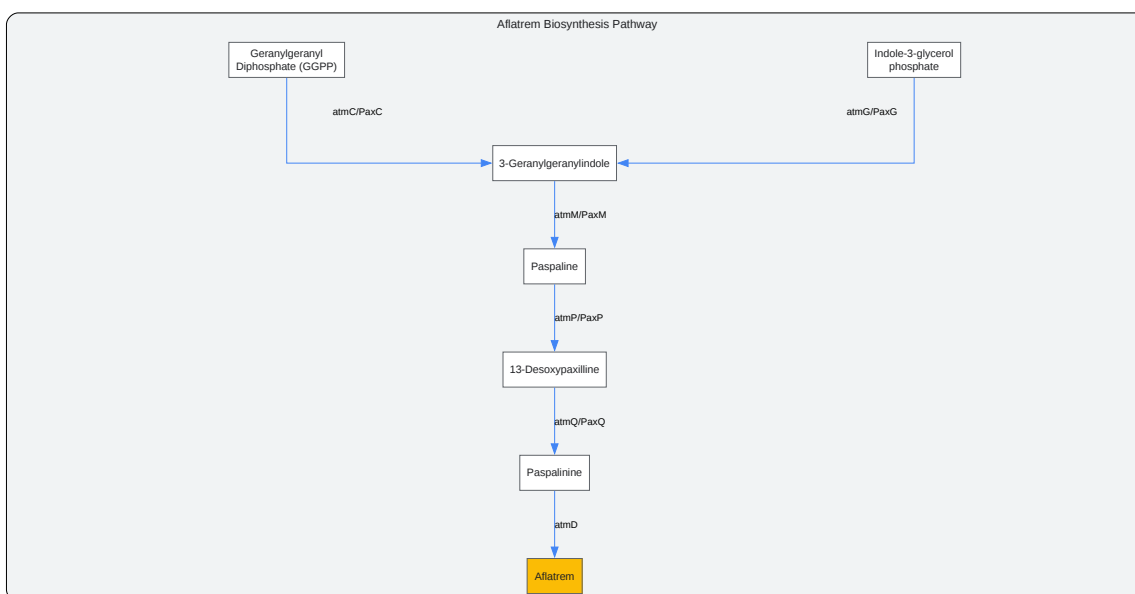 Aflatrem Biosynthesis Pathway
Geranylgeranyl
Diphosphate (GGPP)
Indole-3-glycerol
phosphate
atmC/PaxC
atmG/PaxG
3-Geranylgeranylindole
atmM/PaxM
Paspaline
atmP/PaxP
13-Desoxypaxilline
atmQ/PaxQ
Paspalinine
atmD
Aflatrem